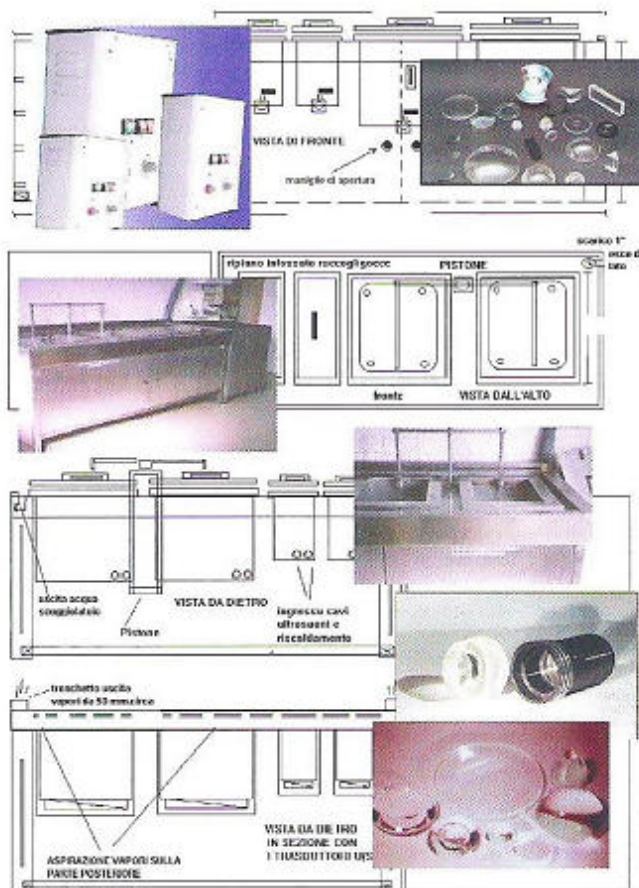 VISTA DI FRONTE
maniglie di apertura
scarico 1"
ripiano infossato raccogligocce
PISTONE
fronte
VISTA DALL'ALTO
uscita acqua
VISTA DA DIETRO
Pistone
ingresso cavi
ultrasuoni e
riscaldamento
tronchetto uscita
vapori da 50 mm.circa
VISTA DA DIETRO
IN SEZIONE CON
I TRASDUTTORI U/S
ASPIRAZIONE VAPORI SULLA
PARTE POSTERIORE